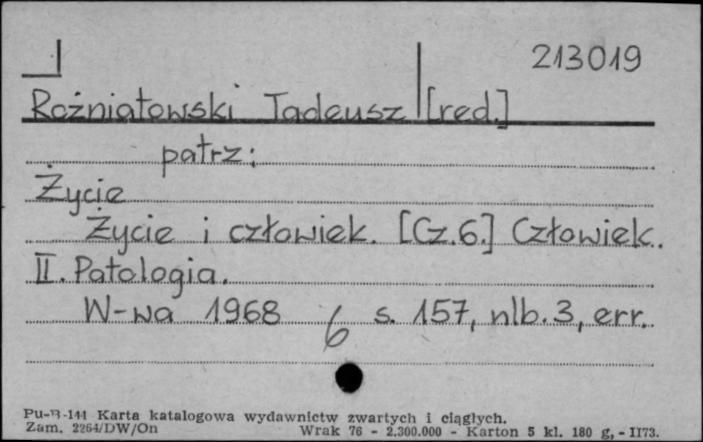 213019
Rożniatowski Tadeusz [red.]
patrz:
Życie
Życie i człowiek. [Cz.6.] Człowiek.
II. Patologia.
W-wa 1968 6 s. 157, nlb. 3, err.
Pu-B-144 Karta katalogowa wydawnictw zwartych i ciągłych.
Zam. 2264/DW/On Wrak 76 - 2.300.000 - Karton 5 kl. 180 g, - II73.